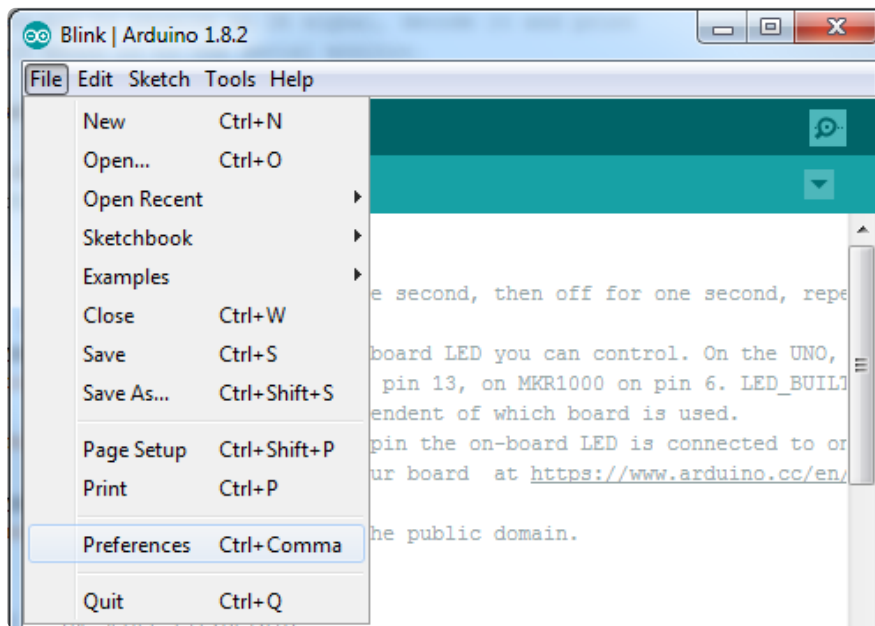 Blink | Arduino 1.8.2
File Edit Sketch Tools Help
New Ctrl+N
Open... Ctrl+O
Open Recent
Sketchbook
Examples
Close Ctrl+W
Save Ctrl+S
Save As... Ctrl+Shift+S
Page Setup Ctrl+Shift+P
Print Ctrl+P
Preferences Ctrl+Comma
Quit Ctrl+Q
e second, then off for one second, repe
board LED you can control. On the UNO,
pin 13, on MKR1000 on pin 6. LED_BUILT
endent of which board is used.
pin the on-board LED is connected to on
ur board at https://www.arduino.cc/en/
he public domain.